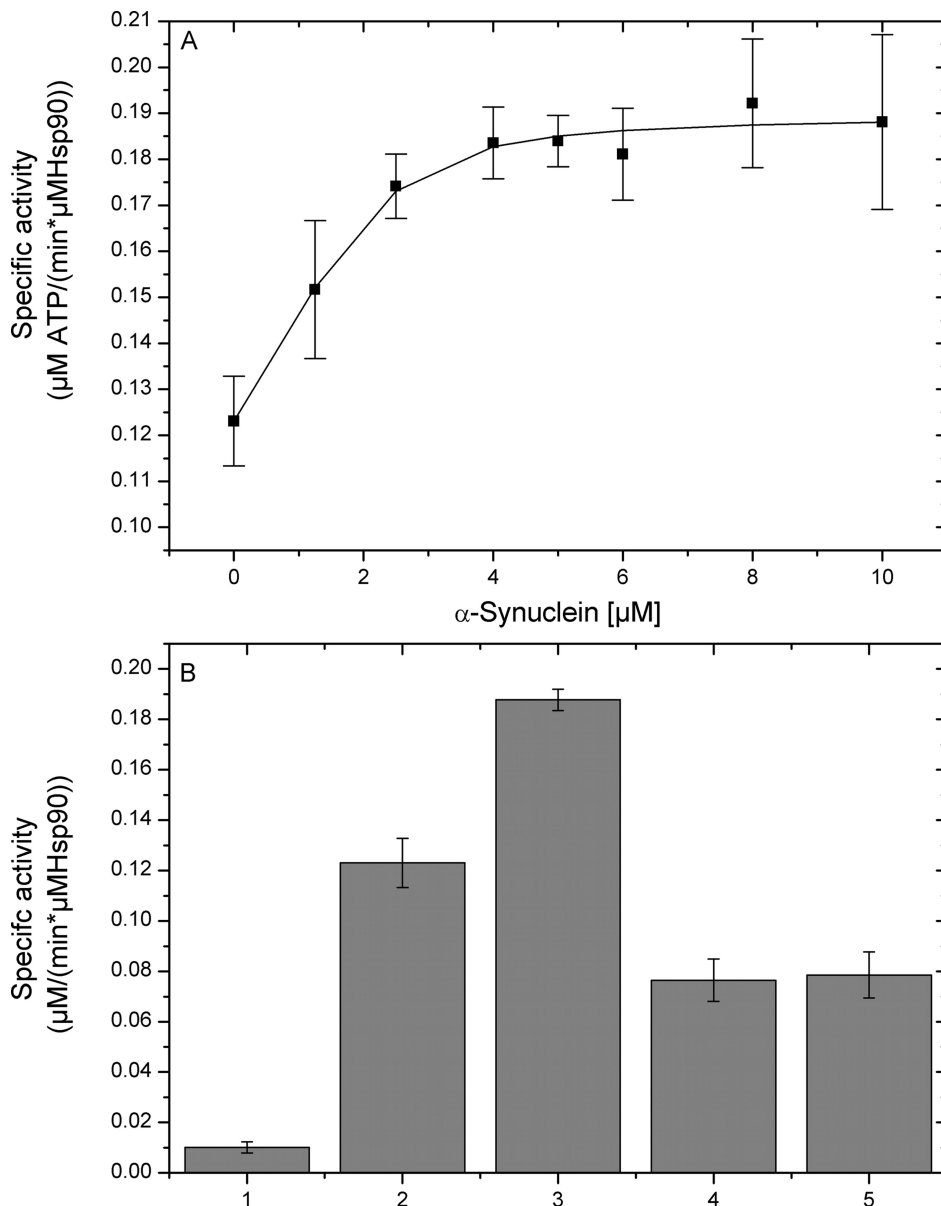 A
0.21
0.20
0.19
0.18
0.17
0.16
0.15
0.14
0.13
0.12
0.11
0.10
Specific activity
(µM ATP/(min*µMHsp90))
0 2 4 6 8 10
α-Synuclein [µM]
B
0.20
0.18
0.16
0.14
0.12
0.10
0.08
0.06
0.04
0.02
0.00
Specifc activity
(µM/(min*µMHsp90))
1 2 3 4 5